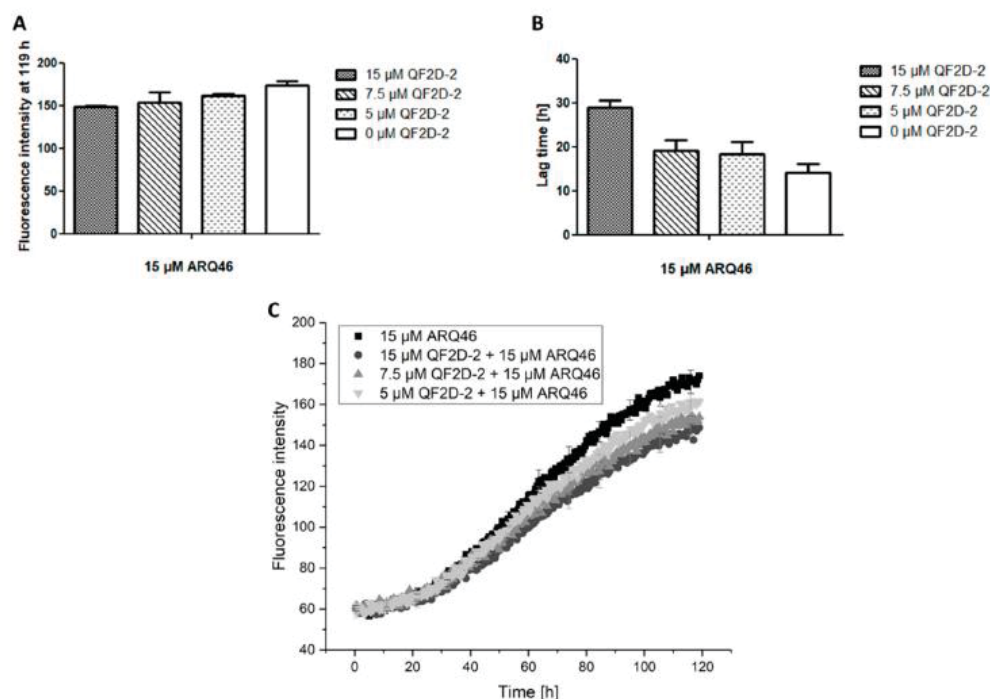 A
Fluorescence intensity at 119 h
200
150
100
50
0
15 µM ARQ46
15 µM QF2D-2
7.5 µM QF2D-2
5 µM QF2D-2
0 µM QF2D-2
B
Lag time [h]
40
30
20
10
0
15 µM ARQ46
15 µM QF2D-2
7.5 µM QF2D-2
5 µM QF2D-2
0 µM QF2D-2
C
Fluorescence intensity
200
180
160
140
120
100
80
60
40
15 µM ARQ46
15 µM QF2D-2 + 15 µM ARQ46
7.5 µM QF2D-2 + 15 µM ARQ46
5 µM QF2D-2 + 15 µM ARQ46
0 20 40 60 80 100 120
Time [h]